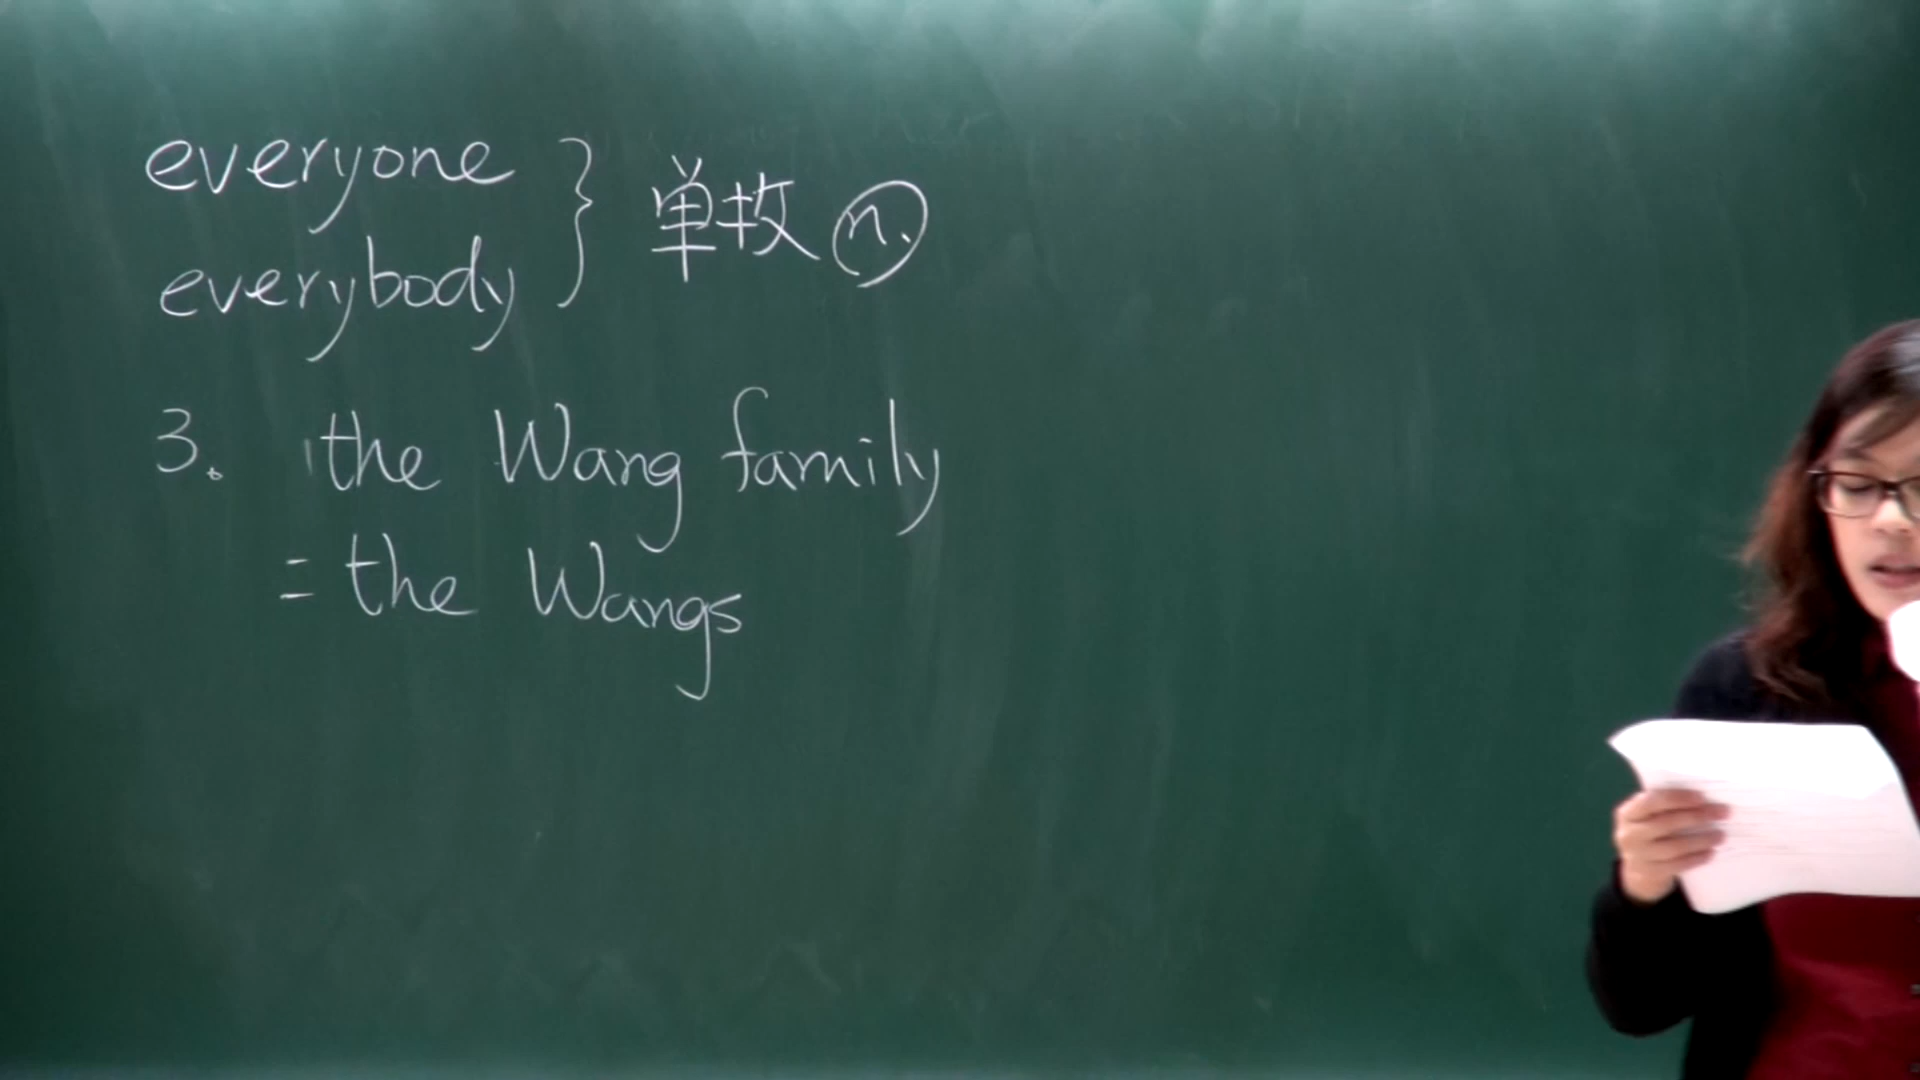 everyone
everybody } 单数 n.
3. the Wang family
= the Wangs